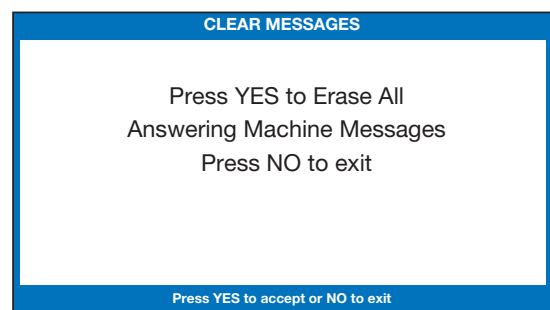 CLEAR MESSAGES
Press YES to Erase All
Answering Machine Messages
Press NO to exit
Press YES to accept or NO to exit